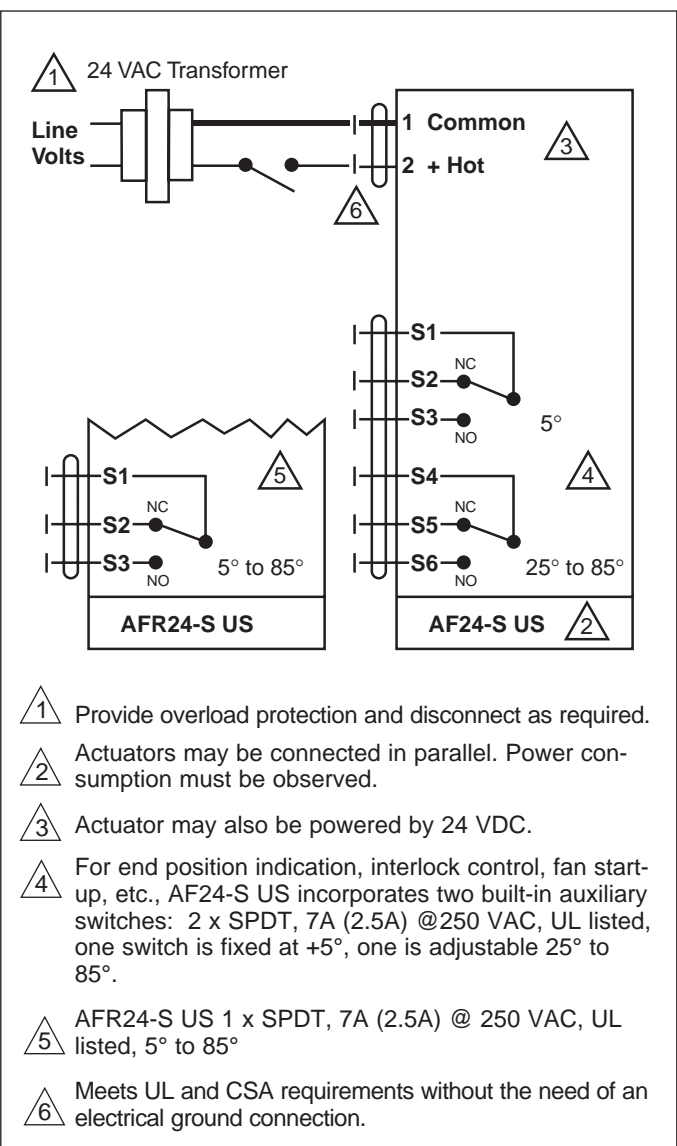 1 24 VAC Transformer
Line
Volts
1 Common
2 + Hot
3
6
S1
S2 NC
S3 NO 5°
S4
S5 NC
S6 NO 25° to 85°
4
AF24-S US 2
S1
S2 NC
S3 NO 5° to 85°
5
AFR24-S US
1 Provide overload protection and disconnect as required.
2 Actuators may be connected in parallel. Power con-
sumption must be observed.
3 Actuator may also be powered by 24 VDC.
4 For end position indication, interlock control, fan start-
up, etc., AF24-S US incorporates two built-in auxiliary
switches: 2 x SPDT, 7A (2.5A) @250 VAC, UL listed,
one switch is fixed at +5°, one is adjustable 25° to
85°.
5 AFR24-S US 1 x SPDT, 7A (2.5A) @ 250 VAC, UL
listed, 5° to 85°
6 Meets UL and CSA requirements without the need of an
electrical ground connection.